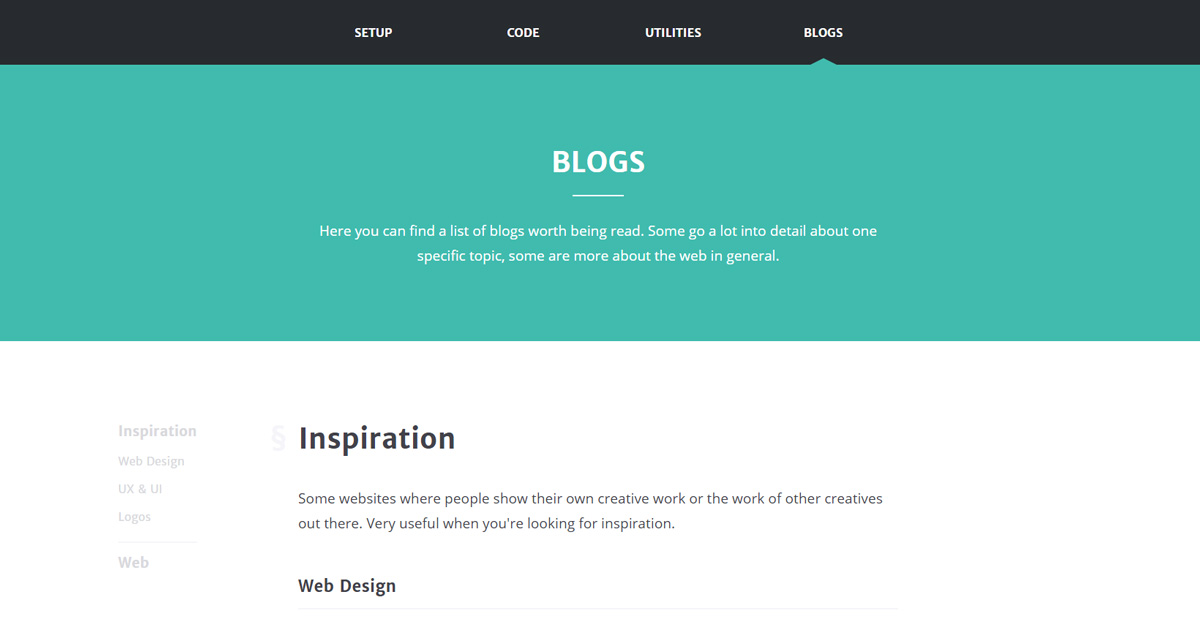 SETUP CODE UTILITIES BLOGS
BLOGS
Here you can find a list of blogs worth being read. Some go a lot into detail about one
specific topic, some are more about the web in general.
Inspiration
Web Design
UX & UI
Logos
Web
§ Inspiration
Some websites where people show their own creative work or the work of other creatives
out there. Very useful when you're looking for inspiration.
Web Design